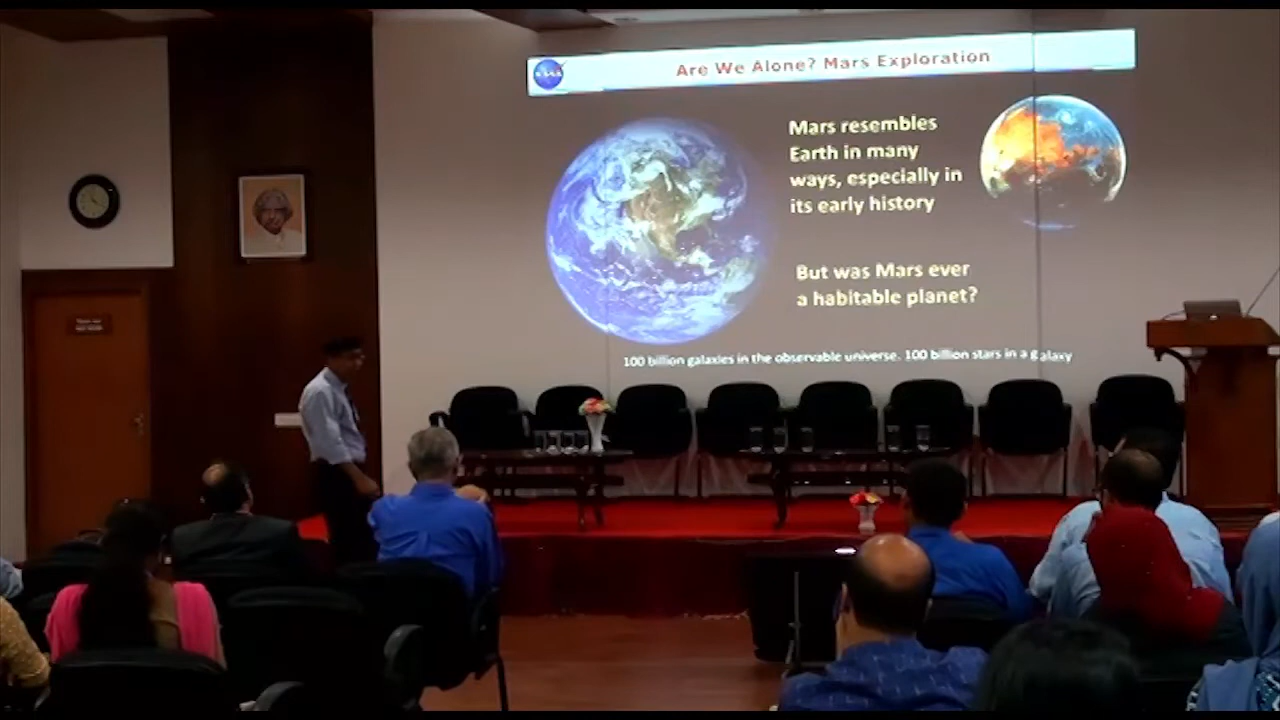 NASA
Are We Alone? Mars Exploration
Mars resembles
Earth in many
ways, especially in
its early history
But was Mars ever
a habitable planet?
100 billion galaxies in the observable universe. 100 billion stars in a galaxy